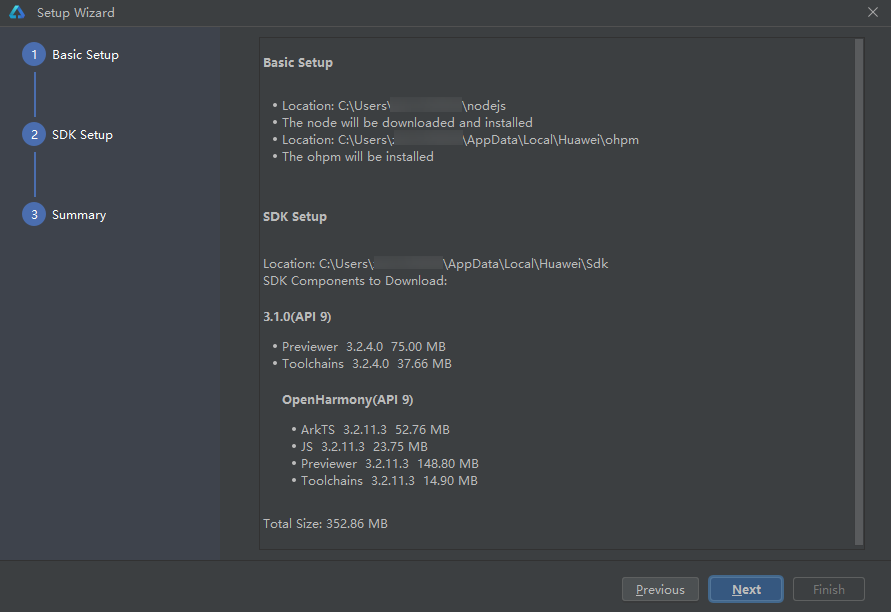 Setup Wizard
1 Basic Setup
2 SDK Setup
3 Summary
Basic Setup
• Location: C:\Users\ \nodejs
• The node will be downloaded and installed
• Location: C:\Users\ \AppData\Local\Huawei\ohpm
• The ohpm will be installed
SDK Setup
Location: C:\Users\ \AppData\Local\Huawei\Sdk
SDK Components to Download:
3.1.0(API 9)
• Previewer 3.2.4.0 75.00 MB
• Toolchains 3.2.4.0 37.66 MB
OpenHarmony(API 9)
• ArkTS 3.2.11.3 52.76 MB
• JS 3.2.11.3 23.75 MB
• Previewer 3.2.11.3 148.80 MB
• Toolchains 3.2.11.3 14.90 MB
Total Size: 352.86 MB
Previous Next Finish